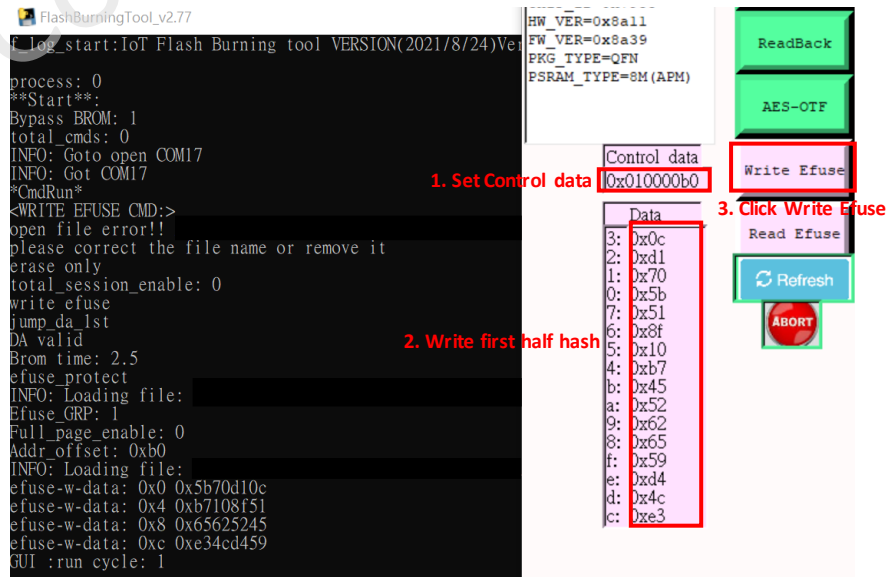 FlashBurningTool_v2.77
f_log_start:IoT Flash Burning tool VERSION(2021/8/24)Ver
process: 0
**Start**:
Bypass BROM: 1
total_cmds: 0
INFO: Goto open COM17
INFO: Got COM17
*CmdRun*
<WRITE EFUSE CMD:>
open file error!!
please correct the file name or remove it
erase only
total_session_enable: 0
write efuse
jump_da_lst
DA valid
Brom time: 2.5
efuse_protect
INFO: Loading file:
Efuse_GRP: 1
Full_page_enable: 0
Addr_offset: 0xb0
INFO: Loading file:
efuse-w-data: 0x0 0x5b70d10c
efuse-w-data: 0x4 0xb7108f51
efuse-w-data: 0x8 0x65625245
efuse-w-data: 0xc 0xe34cd459
GUI :run cycle: 1
HW_VER=0x8a11
FW_VER=0x8a39
PKG_TYPE=QFN
PSRAM_TYPE=8M(APM)
Control data
1. Set Control data
0x010000b0
Data
2. Write first half hash
3: 0x0c
2: 0xd1
1: 0x70
0: 0x5b
7: 0x51
6: 0x8f
5: 0x10
4: 0xb7
b: 0x45
a: 0x52
9: 0x62
8: 0x65
f: 0x59
e: 0xd4
d: 0x4c
c: 0xe3
ReadBack
AES-OTF
Write Efuse
3. Click Write Efuse
Read Efuse
Refresh
ABORT